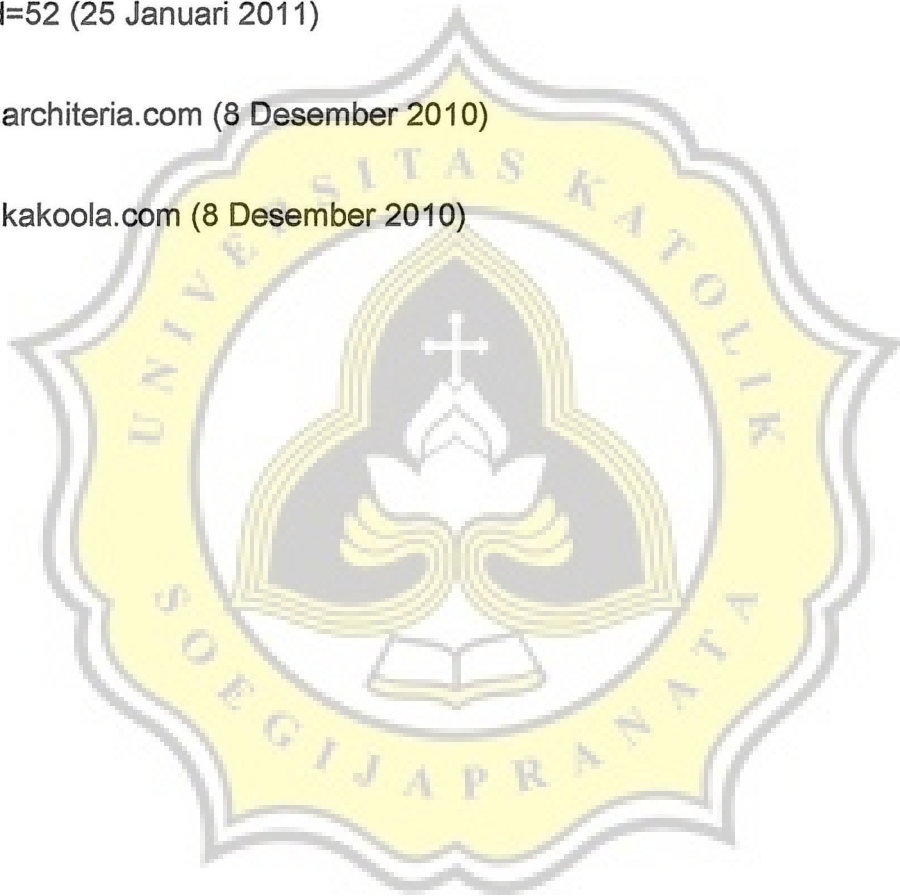 d=52 (25 Januari 2011)
architeria.com (8 Desember 2010)
kakoola.com (8 Desember 2010)
UNIVERSITAS KATOLIK
SOEGIJAPRANATA